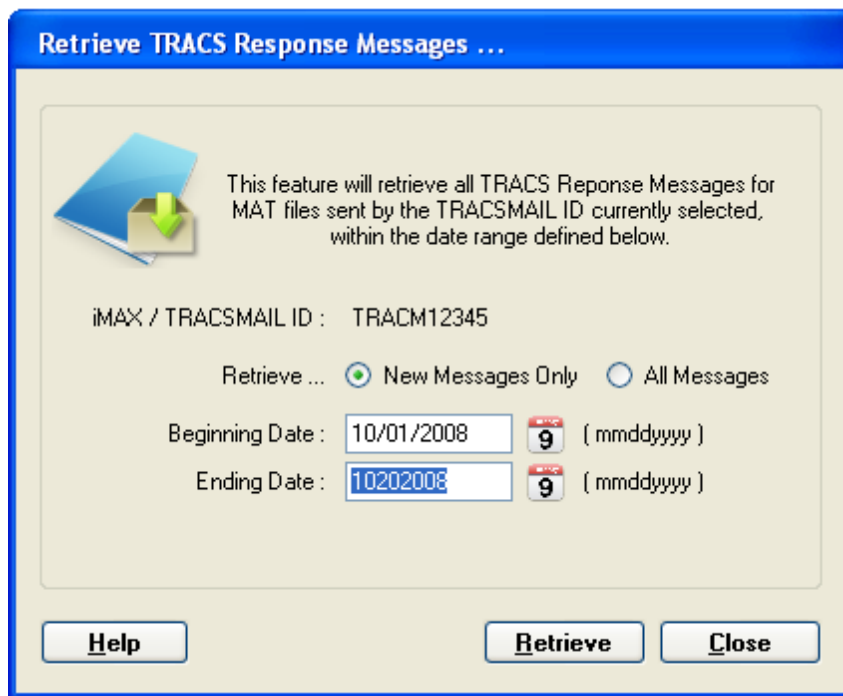 Retrieve TRACS Response Messages ...
This feature will retrieve all TRACS Reponse Messages for
MAT files sent by the TRACSMAIL ID currently selected,
within the date range defined below.
iMAX / TRACSMAIL ID : TRACM12345
Retrieve ... New Messages Only All Messages
Beginning Date : 10/01/2008 9 ( mmddyyyy )
Ending Date : 10202008 9 ( mmddyyyy )
Help Retrieve Close